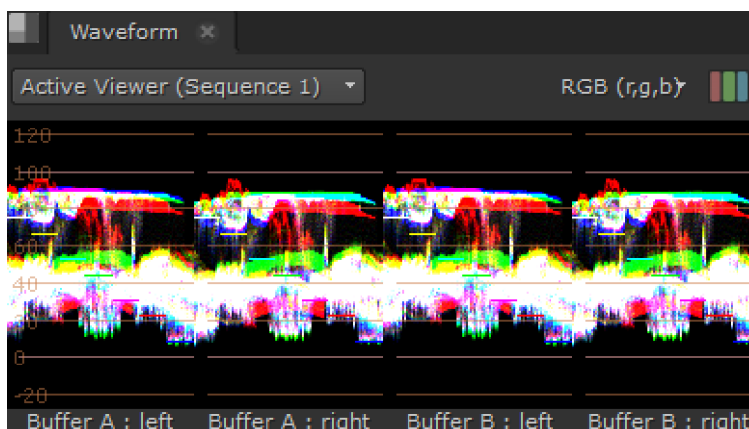 Waveform
Active Viewer (Sequence 1) RGB (r,g,b)
120
100
60
40
20
0
-20
Buffer A : left Buffer A : right Buffer B : left Buffer B : right